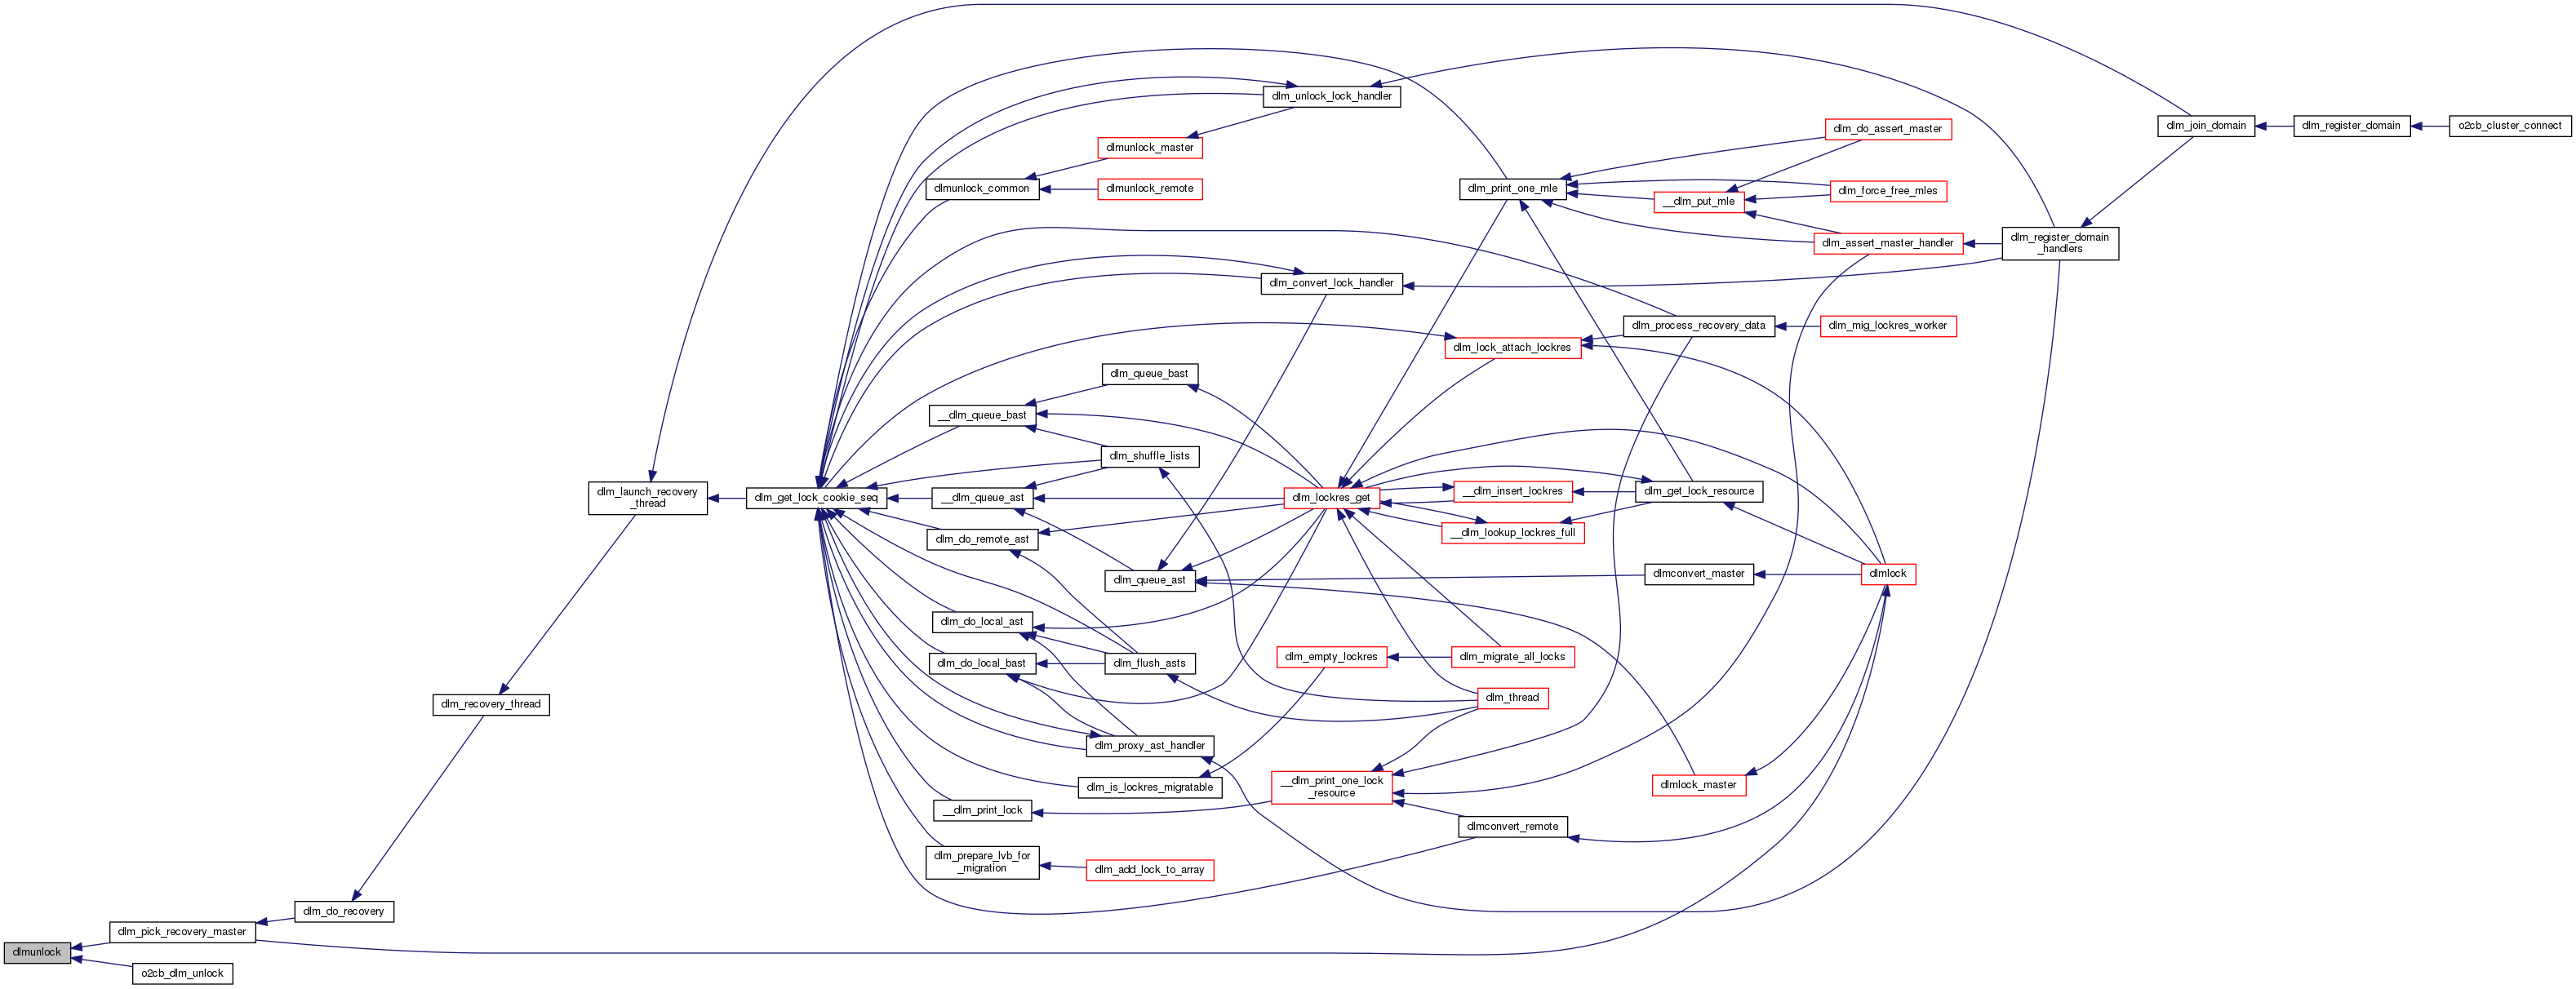 dlmunlock
dlm_pick_recovery_master
o2cb_dlm_unlock
dlm_do_recovery
dlm_recovery_thread
dlm_launch_recovery
_thread
dlm_get_lock_cookie_seq
dlmunlock_common
__dlm_queue_bast
__dlm_queue_ast
dlm_do_remote_ast
dlm_do_local_ast
dlm_do_local_bast
__dlm_print_lock
dlm_prepare_lvb_for
_migration
dlmunlock_master
dlmunlock_remote
dlm_queue_bast
dlm_shuffle_lists
dlm_queue_ast
dlm_flush_asts
dlm_proxy_ast_handler
dlm_is_lockres_migratable
dlm_add_lock_to_array
dlm_unlock_lock_handler
dlm_convert_lock_handler
dlm_lockres_get
dlm_empty_lockres
__dlm_print_one_lock
_resource
dlm_print_one_mle
dlm_lock_attach_lockres
__dlm_insert_lockres
__dlm_lookup_lockres_full
dlm_migrate_all_locks
dlm_thread
dlmconvert_remote
__dlm_put_mle
dlm_process_recovery_data
dlm_get_lock_resource
dlmconvert_master
dlmlock_master
dlm_do_assert_master
dlm_force_free_mles
dlm_assert_master_handler
dlm_mig_lockres_worker
dlmlock
dlm_register_domain
_handlers
dlm_join_domain
dlm_register_domain
o2cb_cluster_connect